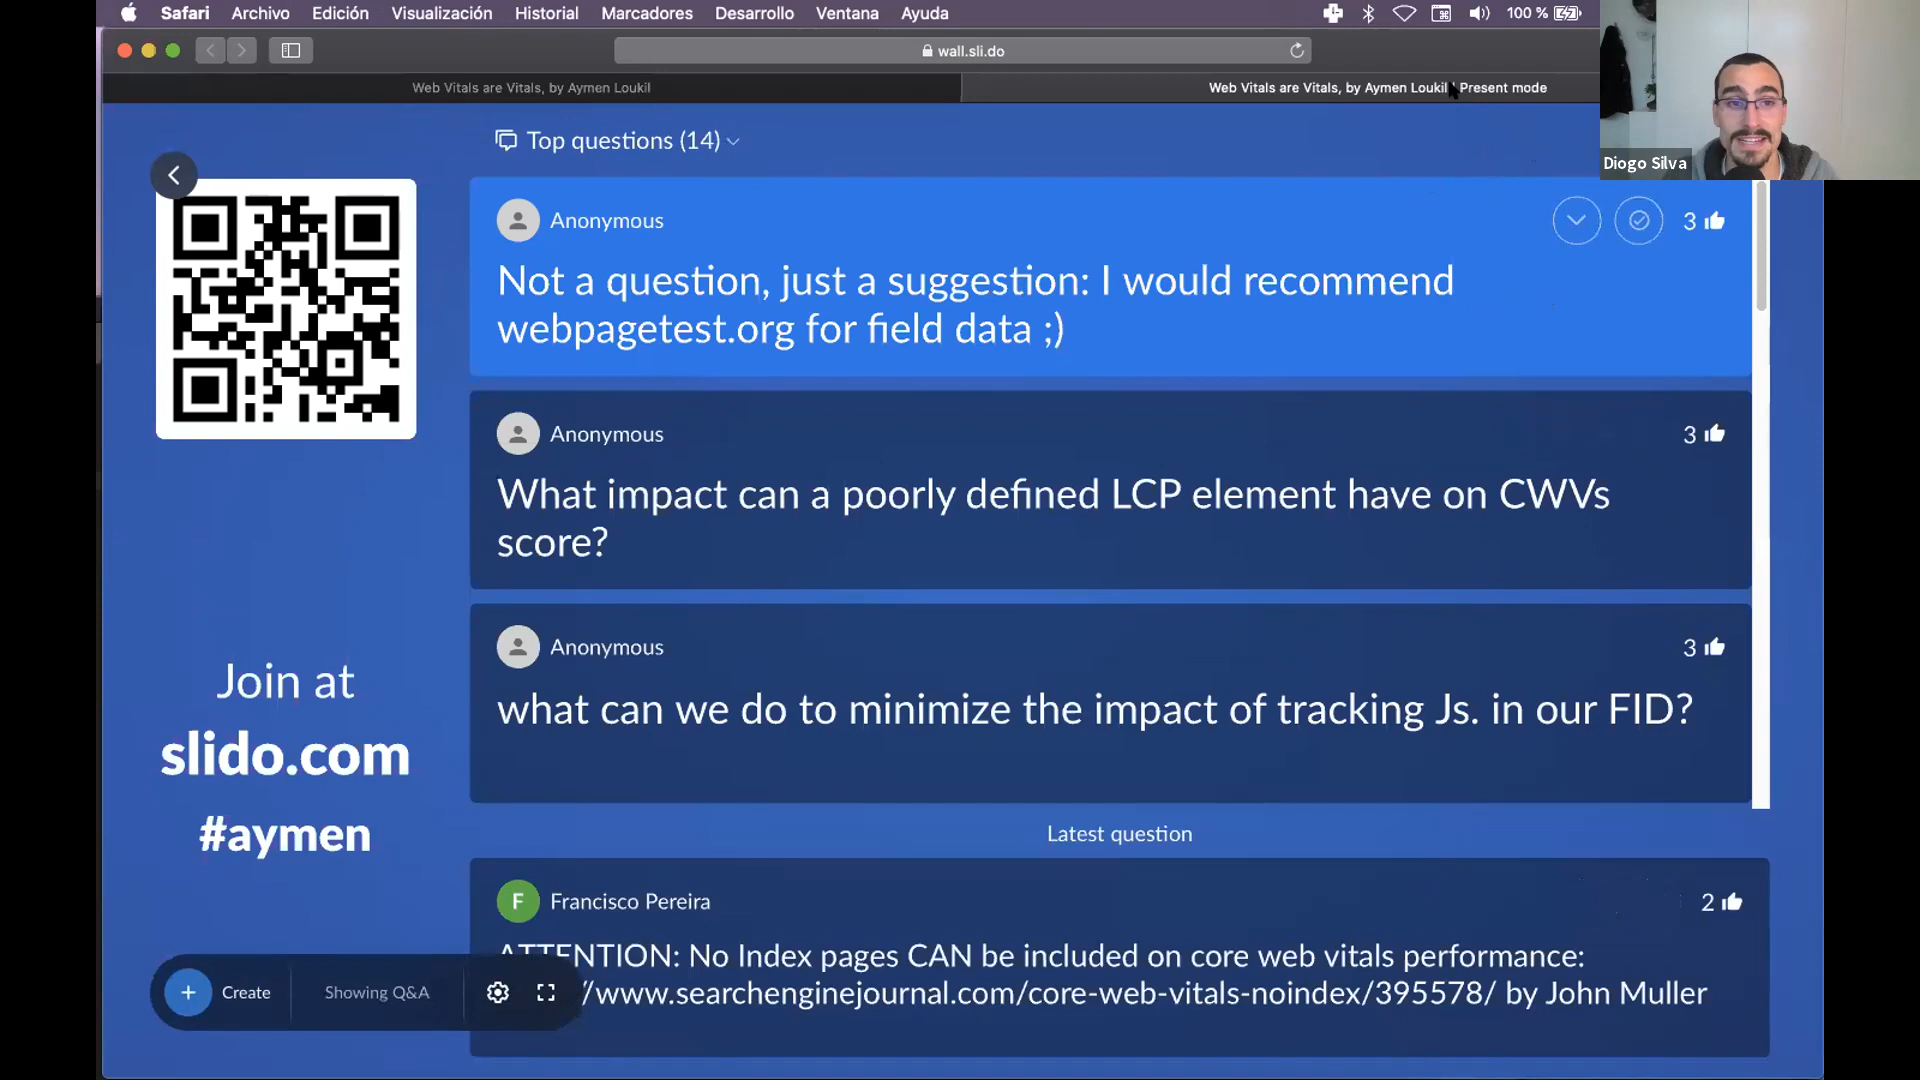 Safari Archivo Edición Visualización Historial Marcadores Desarrollo Ventana Ayuda 100 %
wall.sli.do
Web Vitals are Vitals, by Aymen Loukil
Web Vitals are Vitals, by Aymen Loukil | Present mode
Diogo Silva
Top questions (14)
Anonymous
3
Not a question, just a suggestion: I would recommend
webpagetest.org for field data ;)
Anonymous
3
What impact can a poorly defined LCP element have on CWVs
score?
Anonymous
3
what can we do to minimize the impact of tracking Js. in our FID?
Join at
slido.com
#aymen
Latest question
F
Francisco Pereira
2
ATTENTION: No Index pages CAN be included on core web vitals performance:
//www.searchenginejournal.com/core-web-vitals-noindex/395578/ by John Muller
+ Create
Showing Q&A